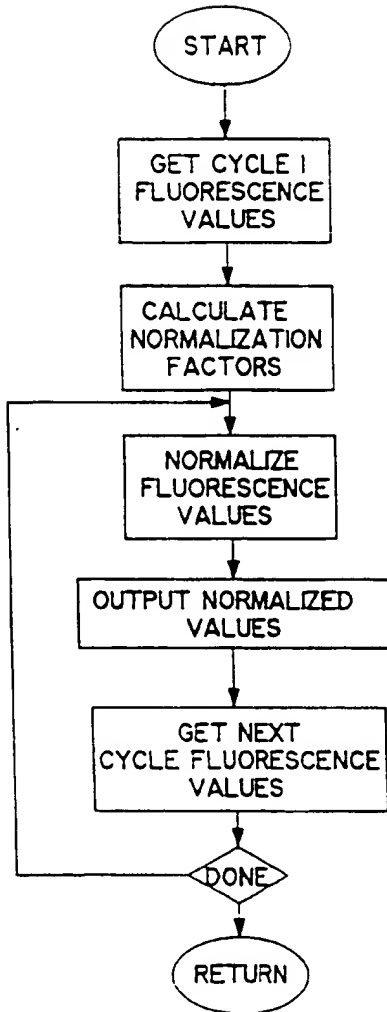 START
GET CYCLE 1
FLUORESCENCE
VALUES
CALCULATE
NORMALIZATION
FACTORS
NORMALIZE
FLUORESCENCE
VALUES
OUTPUT NORMALIZED
VALUES
GET NEXT
CYCLE FLUORESCENCE
VALUES
DONE
RETURN